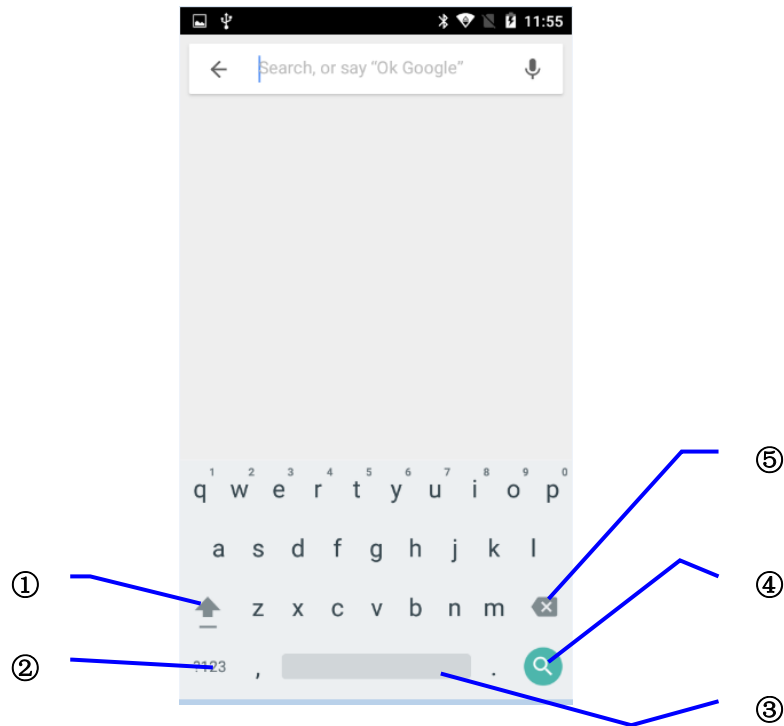 11:55
Search, or say “Ok Google”
1 2 3 4 5 6 7 8 9 0
q w e r t y u i o p
⑤
a s d f g h j k l
①
④
z x c v b n m
②
?123 , .
③